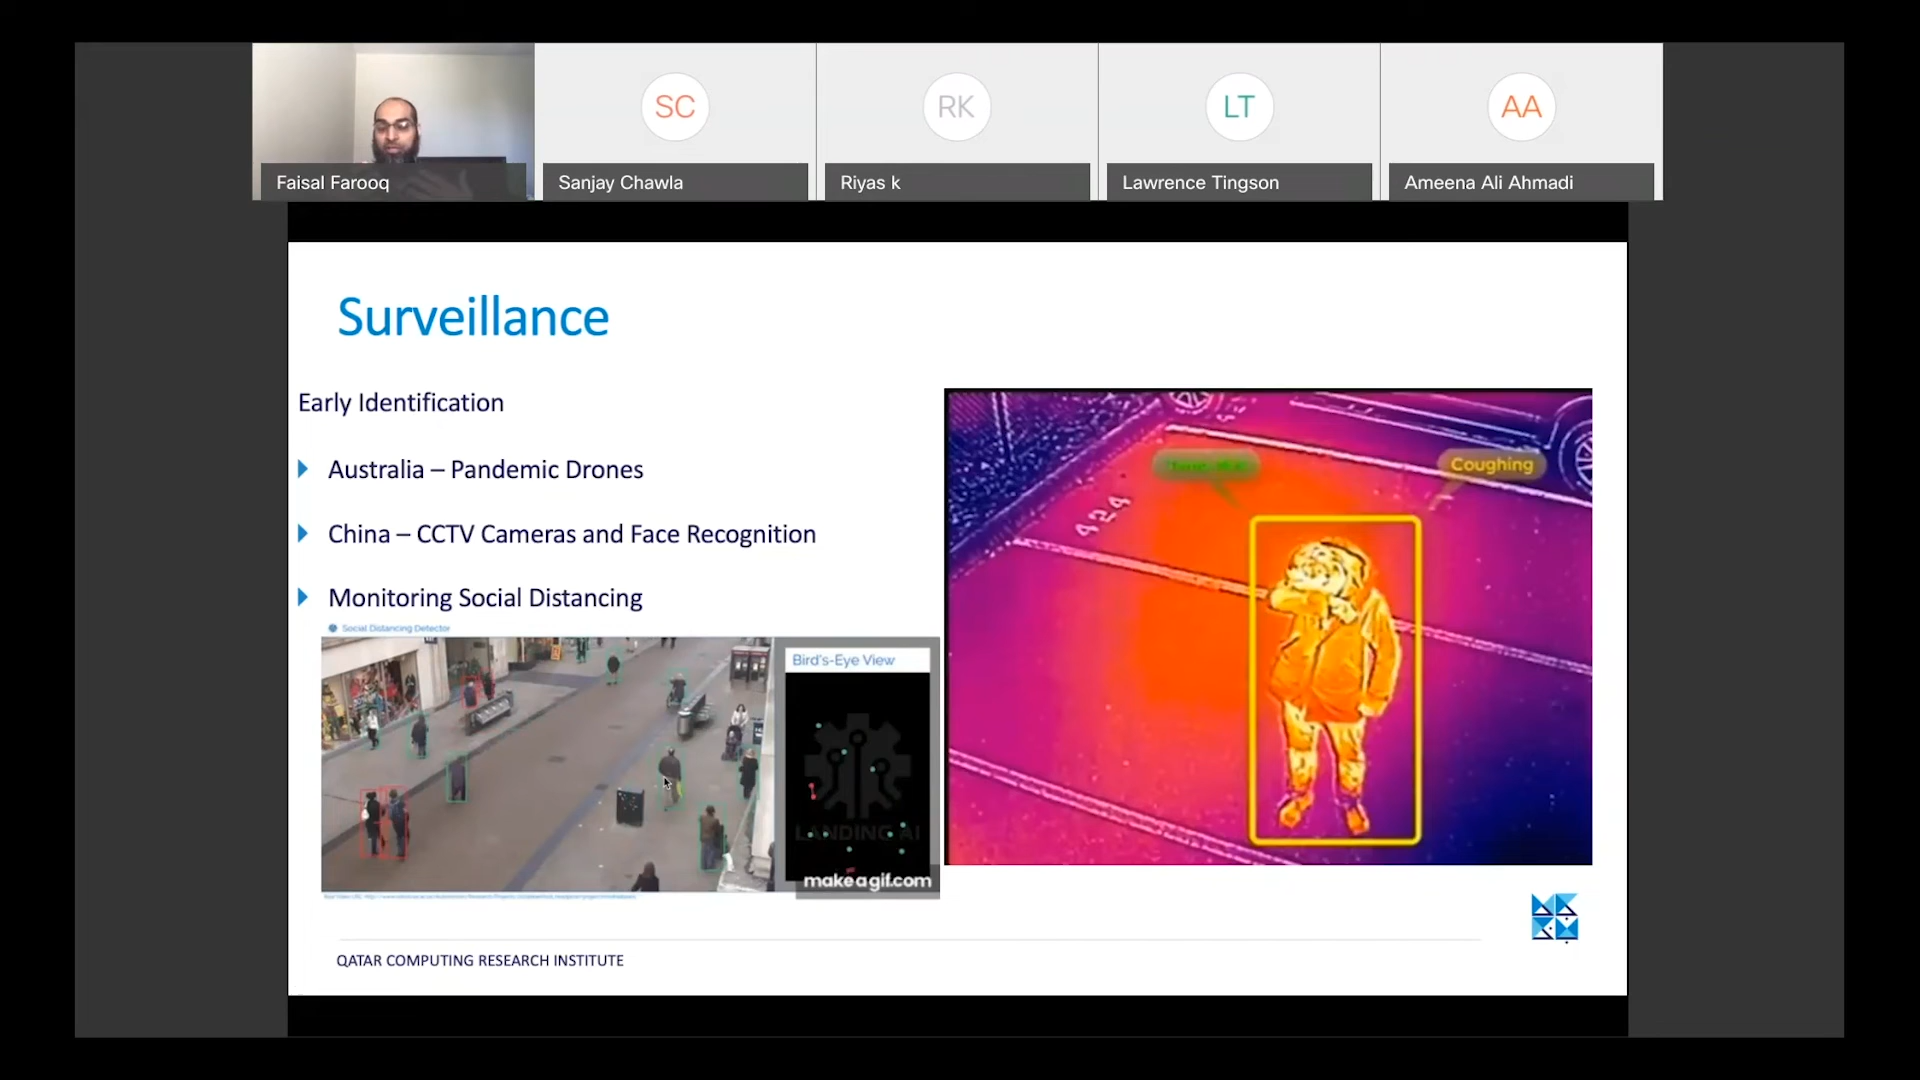 SC
RK
LT
AA
Faisal Farooq
Sanjay Chawla
Riyas k
Lawrence Tingson
Ameena Ali Ahmadi
Surveillance
Early Identification
Australia – Pandemic Drones
China – CCTV Cameras and Face Recognition
Monitoring Social Distancing
Social Distancing Detector
Bird's-Eye View
LANDING AI
makeagif.com
424
Coughing
QATAR COMPUTING RESEARCH INSTITUTE